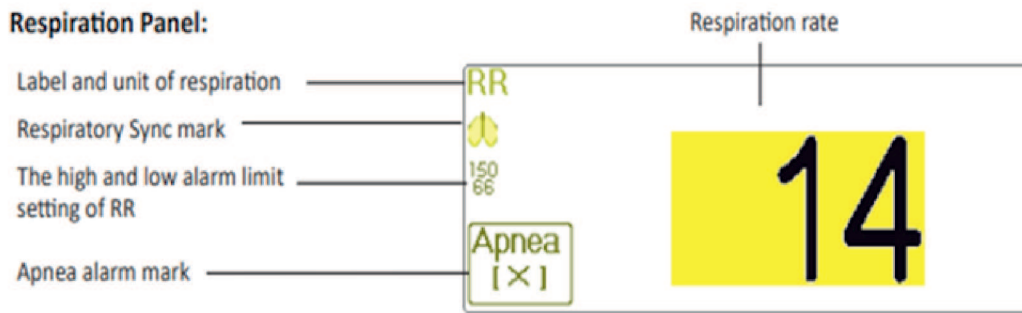 Respiration Panel:
Respiration rate
Label and unit of respiration
RR
Respiratory Sync mark
The high and low alarm limit
setting of RR
150
66
Apnea alarm mark
Apnea
[×]
14